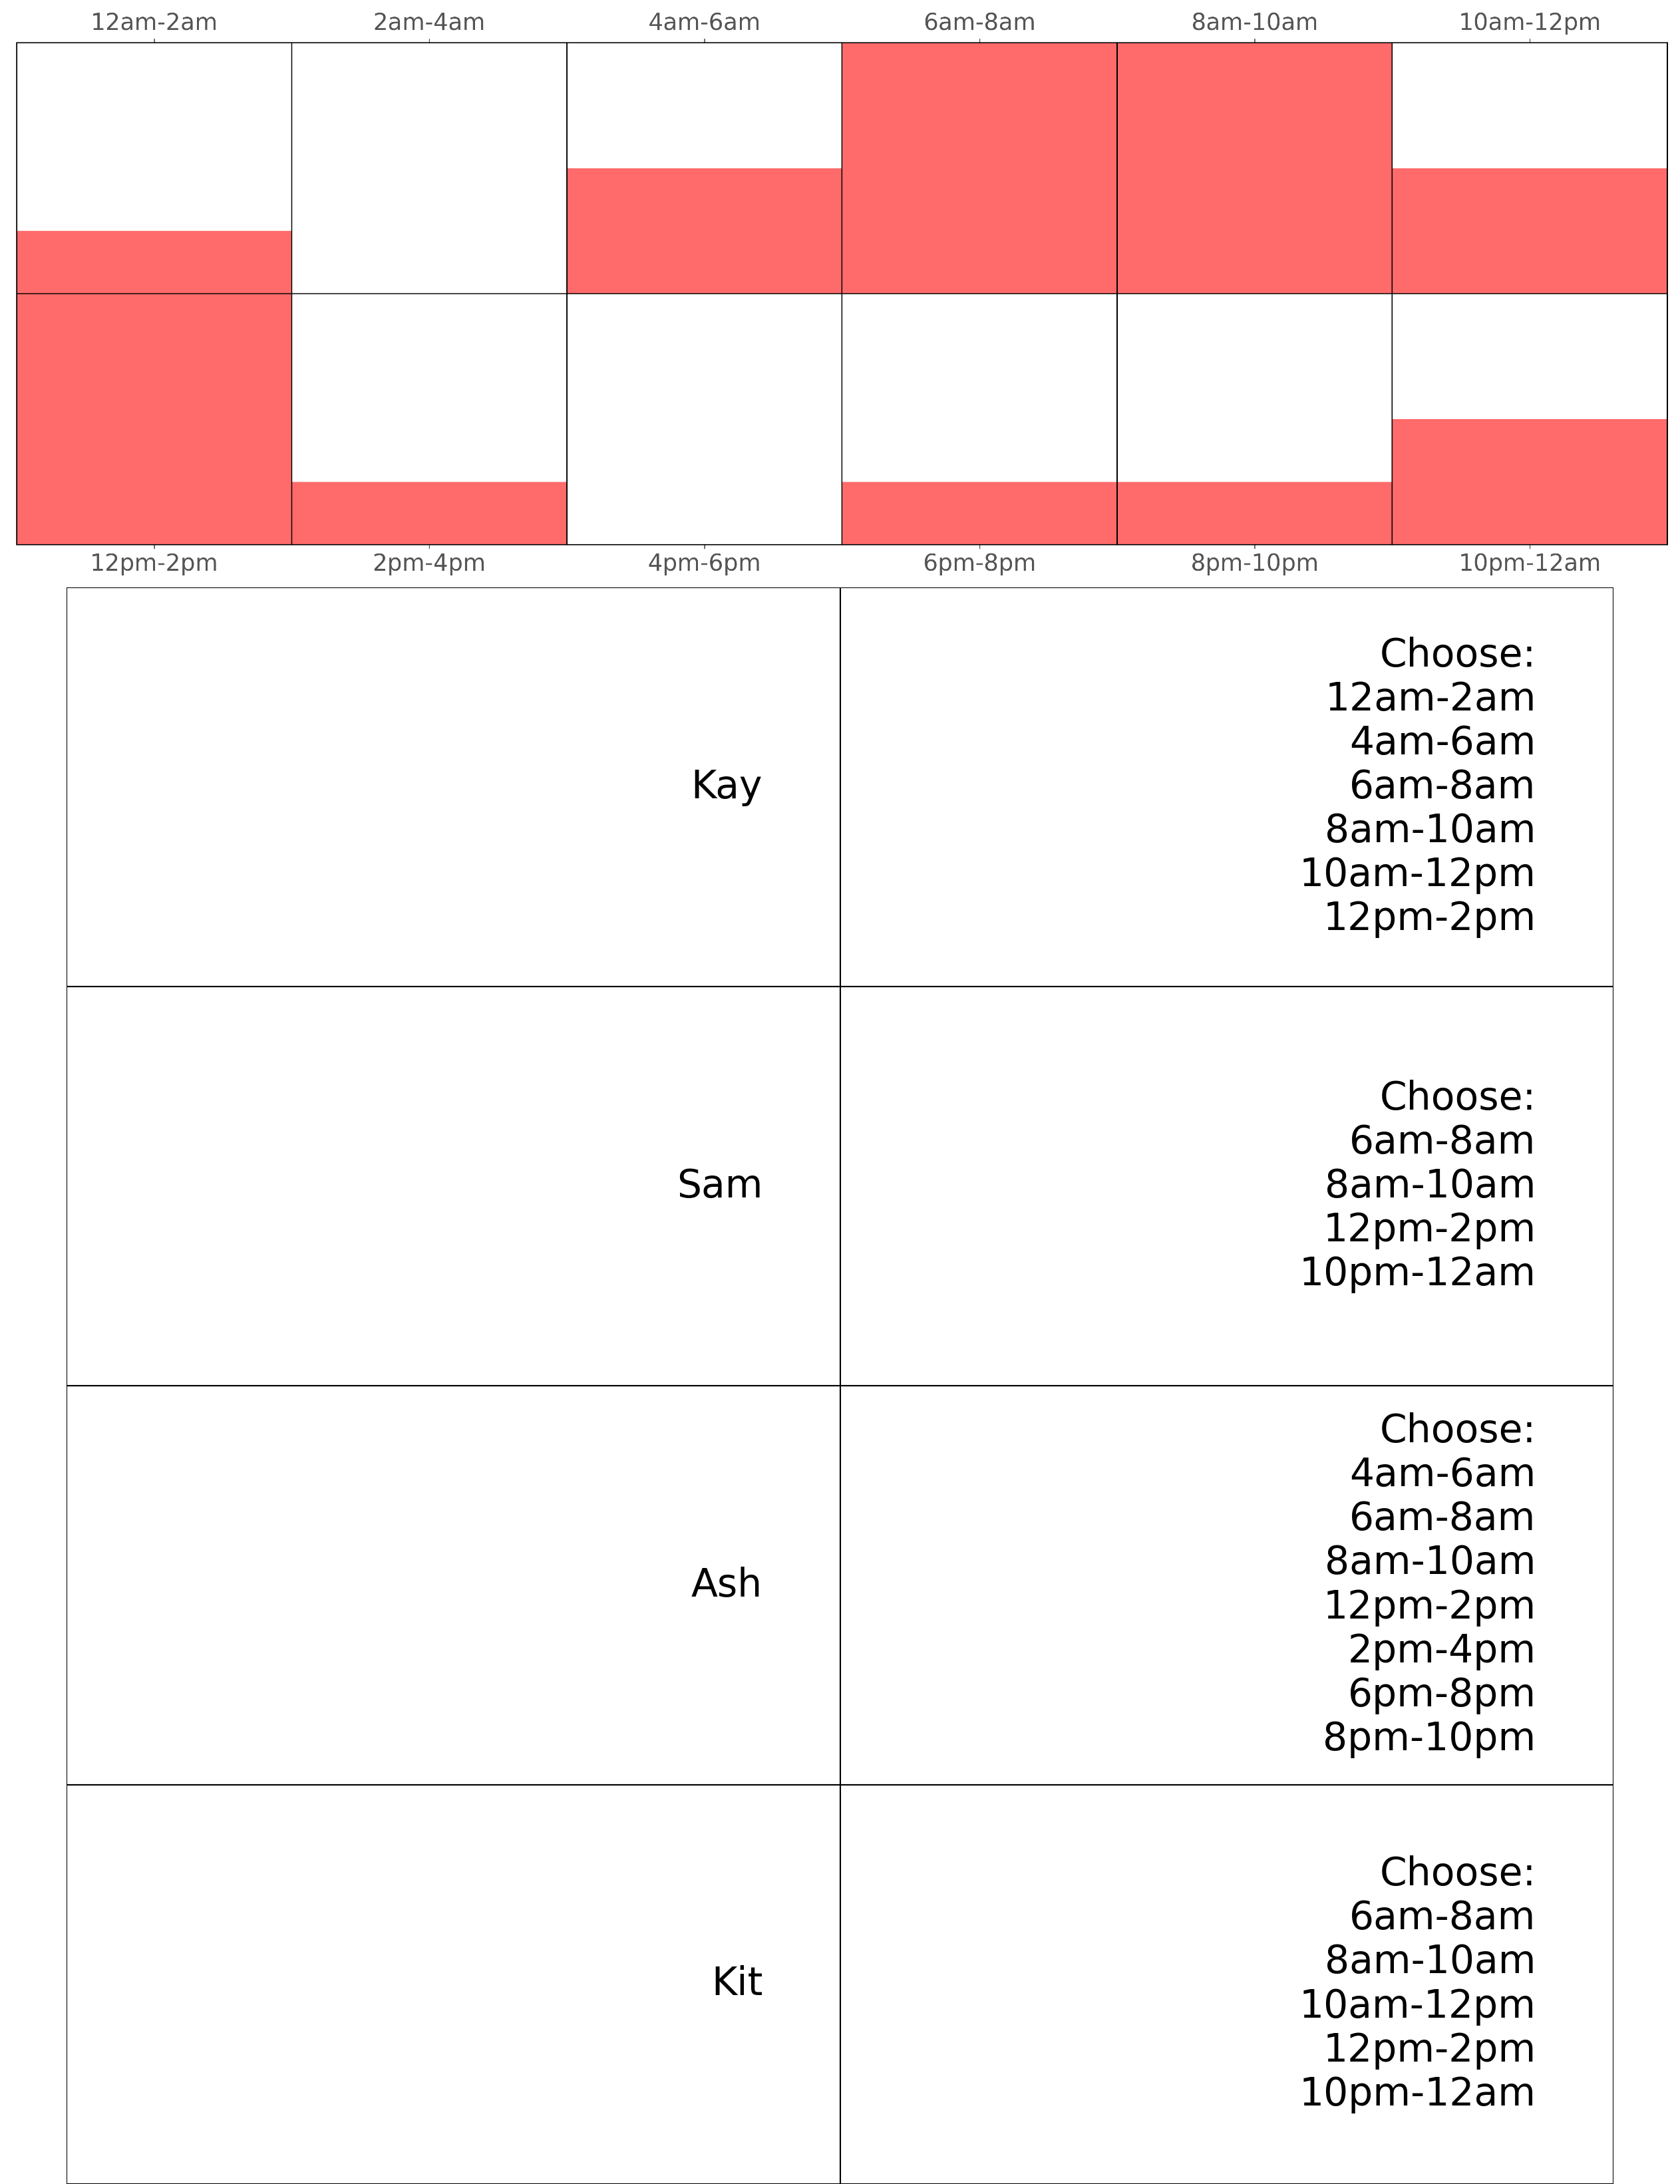 12am-2am 2am-4am 4am-6am 6am-8am 8am-10am 10am-12pm
12pm-2pm 2pm-4pm 4pm-6pm 6pm-8pm 8pm-10pm 10pm-12am
Kay
Choose:
12am-2am
4am-6am
6am-8am
8am-10am
10am-12pm
12pm-2pm
Sam
Choose:
6am-8am
8am-10am
12pm-2pm
10pm-12am
Ash
Choose:
4am-6am
6am-8am
8am-10am
12pm-2pm
2pm-4pm
6pm-8pm
8pm-10pm
Kit
Choose:
6am-8am
8am-10am
10am-12pm
12pm-2pm
10pm-12am